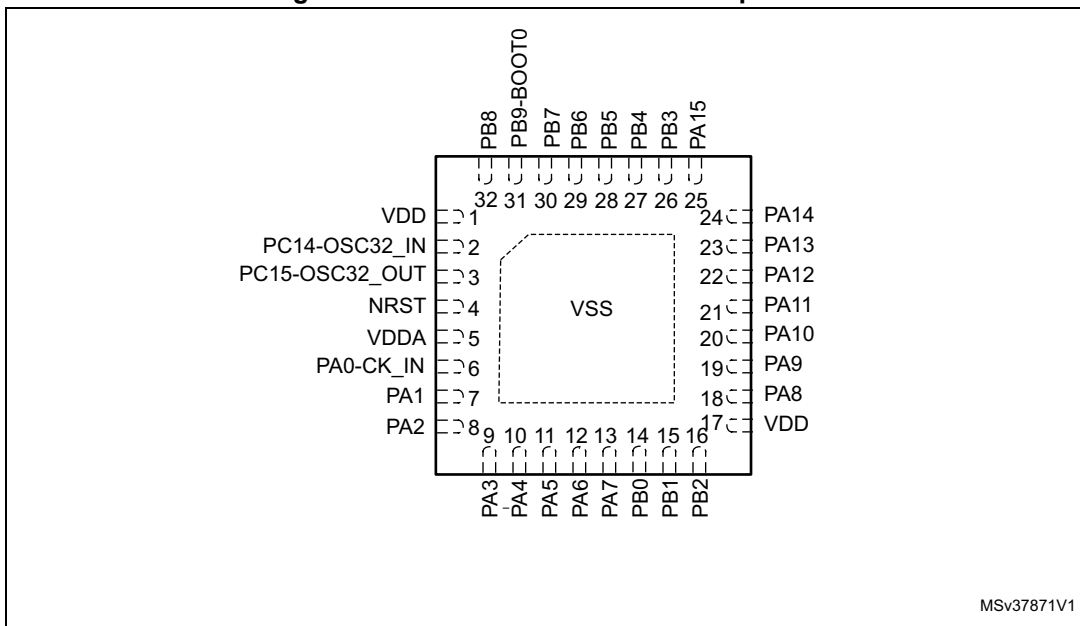 PB8
PB9-BOOT0
PB7
PB6
PB5
PB4
PB3
PA15
32 31 30 29 28 27 26 25
VDD 1
PC14-OSC32_IN 2
PC15-OSC32_OUT 3
NRST 4
VDDA 5
PA0-CK_IN 6
PA1 7
PA2 8
VSS
24 PA14
23 PA13
22 PA12
21 PA11
20 PA10
19 PA9
18 PA8
17 VDD
9 10 11 12 13 14 15 16
PA3
PA4
PA5
PA6
PA7
PB0
PB1
PB2
MSv37871V1